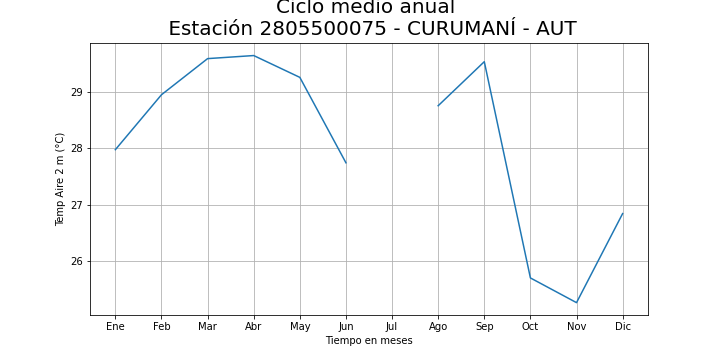 Ciclo medio anual
Estación 2805500075 - CURUMANÍ - AUT
Temp Aire 2 m (°C)
29
28
27
26
Ene Feb Mar Abr May Jun Jul Ago Sep Oct Nov Dic
Tiempo en meses